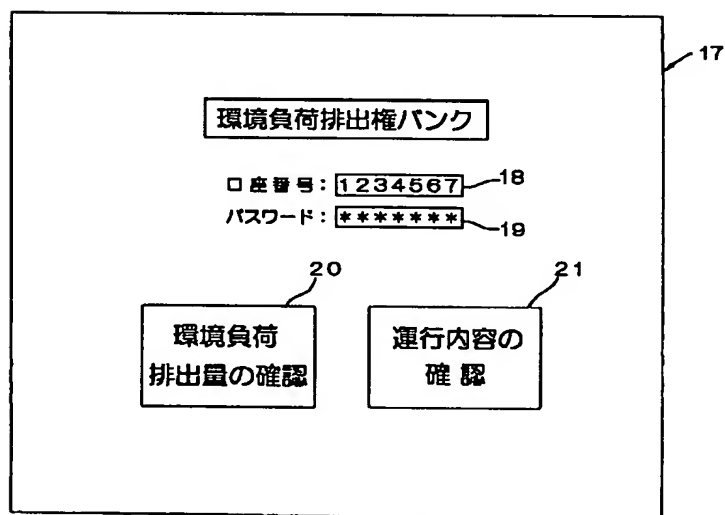 17
環境負荷排出権バンク
口座番号：1234567 18
パスワード：******* 19
20 21
環境負荷
排出量の確認
運行内容の
確認